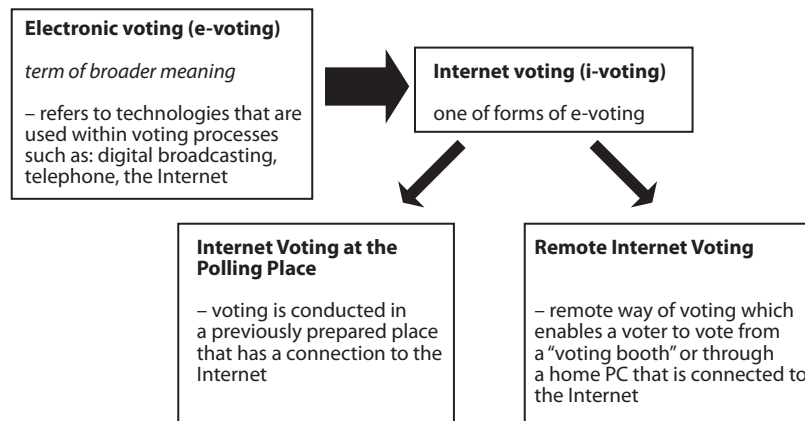 Electronic voting (e-voting)
term of broader meaning
– refers to technologies that are
used within voting processes
such as: digital broadcasting,
telephone, the Internet
Internet voting (i-voting)
one of forms of e-voting
Internet Voting at the
Polling Place
– voting is conducted in
a previously prepared place
that has a connection to the
Internet
Remote Internet Voting
– remote way of voting which
enables a voter to vote from
a “voting booth” or through
a home PC that is connected to
the Internet